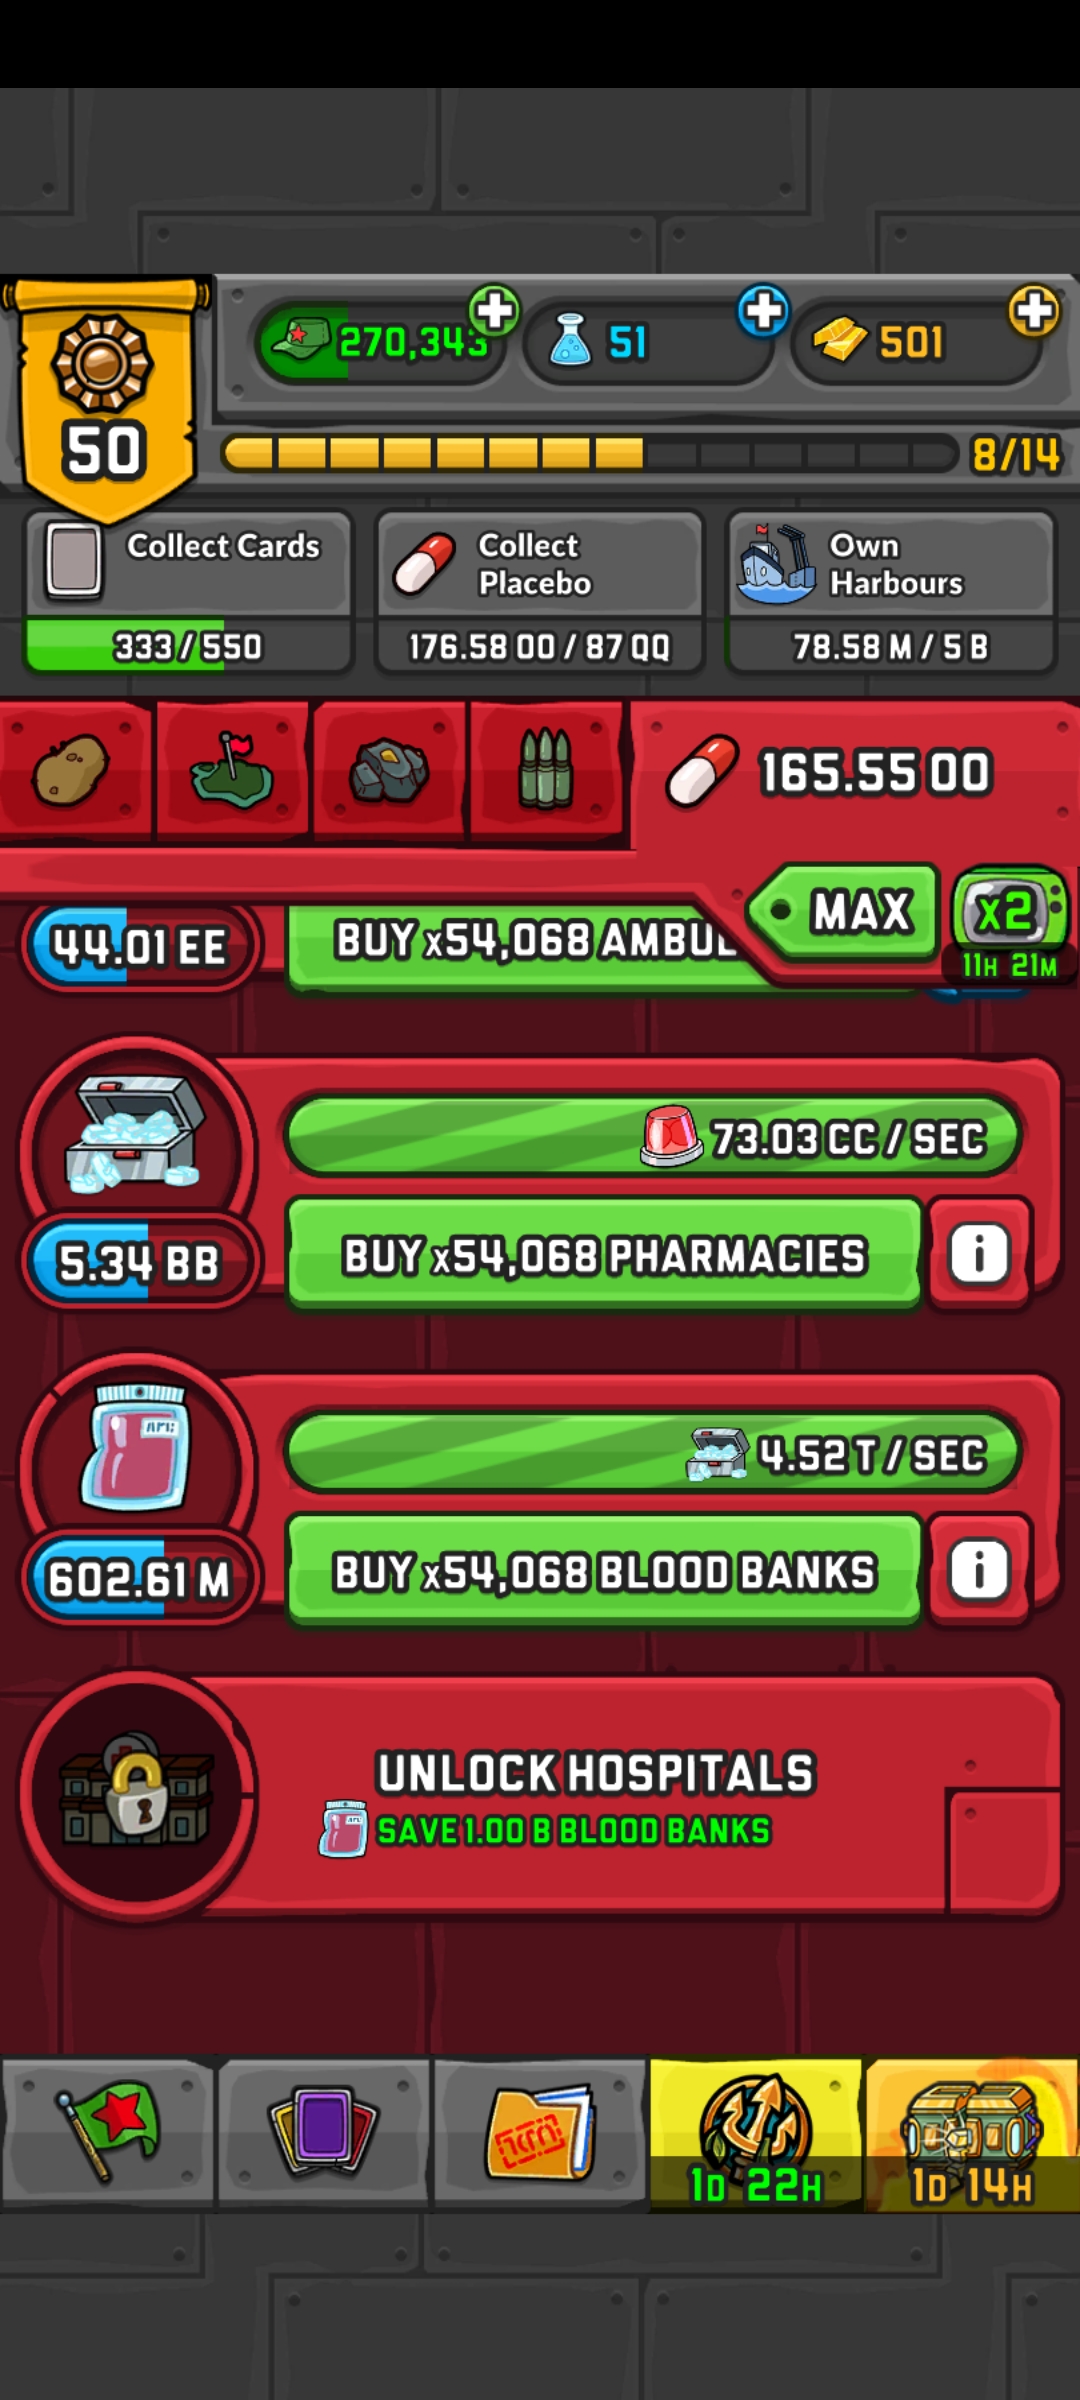 270,343
51
501
50
8/14
Collect Cards
333/550
Collect
Placebo
176.58 OO / 87 QQ
Own
Harbours
78.58 M / 5 B
165.55 OO
MAX
x2
11H 21M
44.01 EE
BUY x54,068 AMBUL
73.03 CC / SEC
5.34 BB
BUY x54,068 PHARMACIES
i
4.52 T / SEC
602.61 M
BUY x54,068 BLOOD BANKS
i
UNLOCK HOSPITALS
SAVE 1.00 B BLOOD BANKS
1D 22H
1D 14H